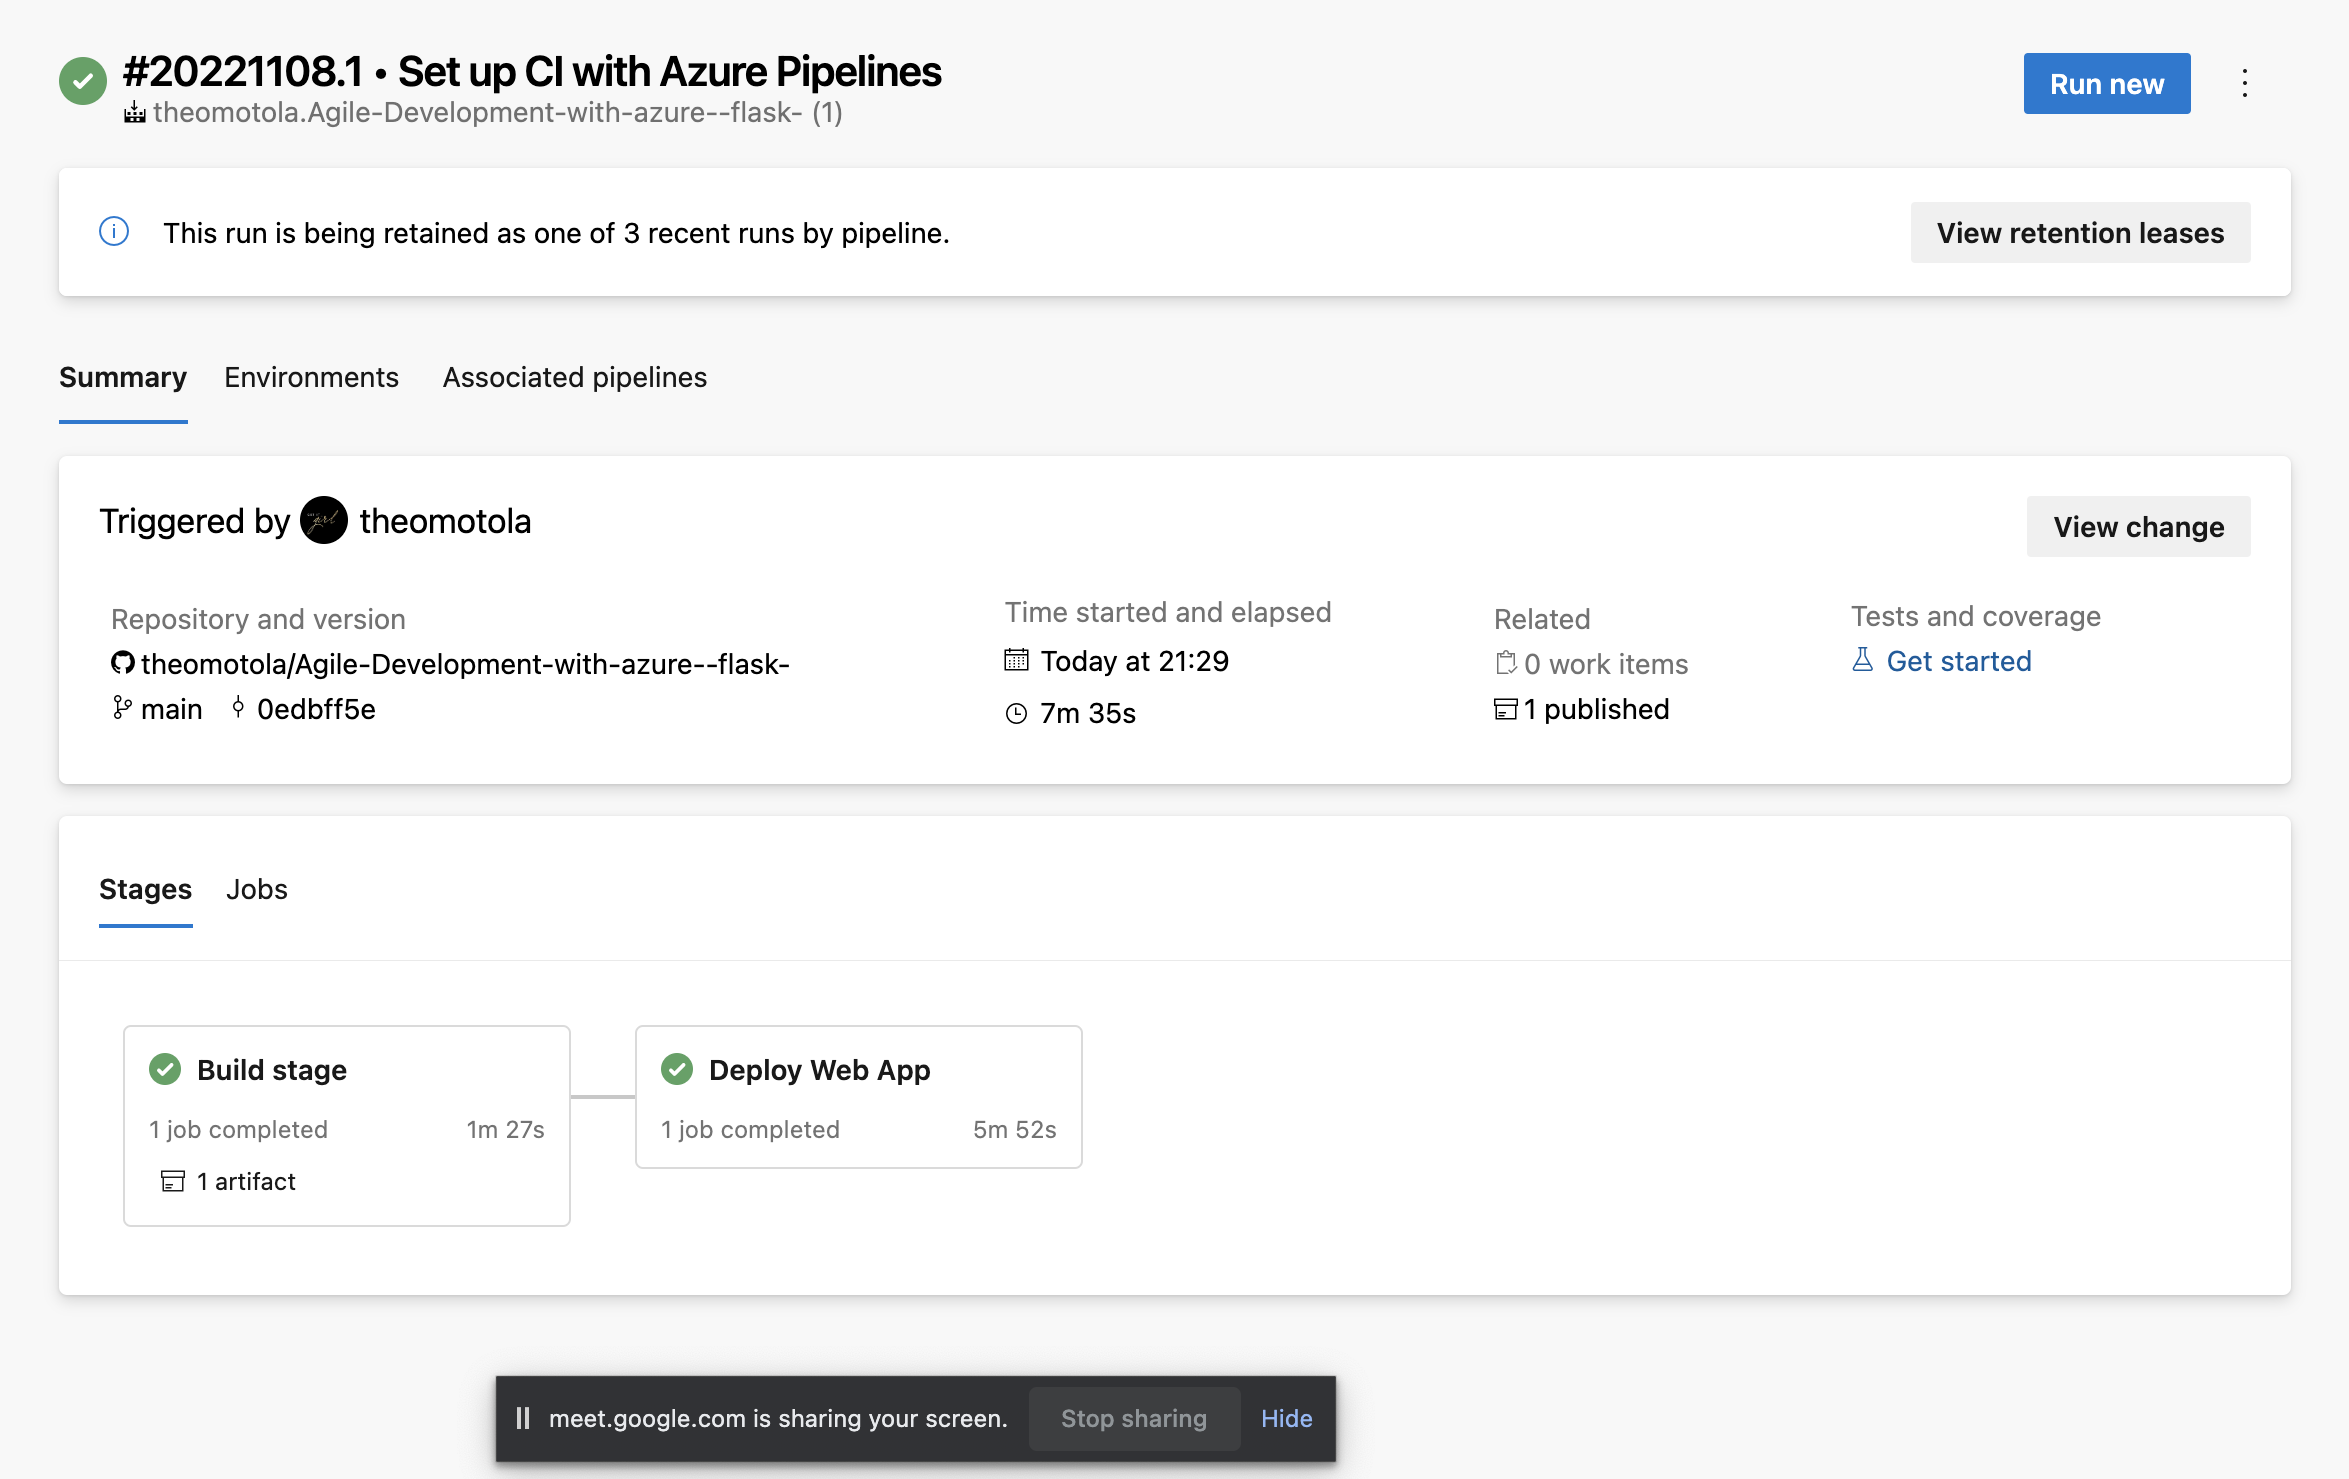 #20221108.1 • Set up CI with Azure Pipelines
theomotola.Agile-Development-with-azure--flask- (1)
Run new
This run is being retained as one of 3 recent runs by pipeline.
View retention leases
Summary Environments Associated pipelines
Triggered by theomotola
View change
Repository and version
theomotola/Agile-Development-with-azure--flask-
main 0edbff5e
Time started and elapsed
Today at 21:29
7m 35s
Related
0 work items
1 published
Tests and coverage
Get started
Stages Jobs
Build stage
1 job completed 1m 27s
1 artifact
Deploy Web App
1 job completed 5m 52s
meet.google.com is sharing your screen. Stop sharing Hide